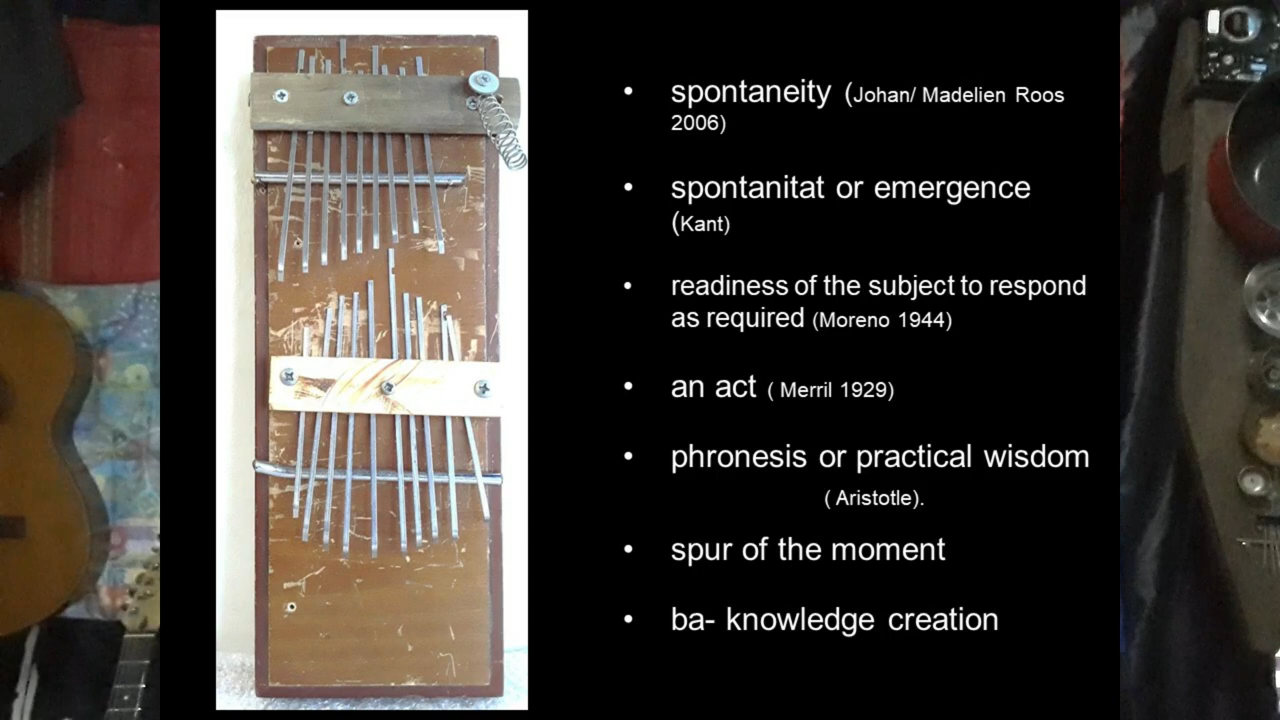 • spontaneity (Johan/ Madelien Roos
2006)
• spontanitat or emergence
(Kant)
• readiness of the subject to respond
as required (Moreno 1944)
• an act ( Merril 1929)
• phronesis or practical wisdom
( Aristotle).
• spur of the moment
• ba- knowledge creation